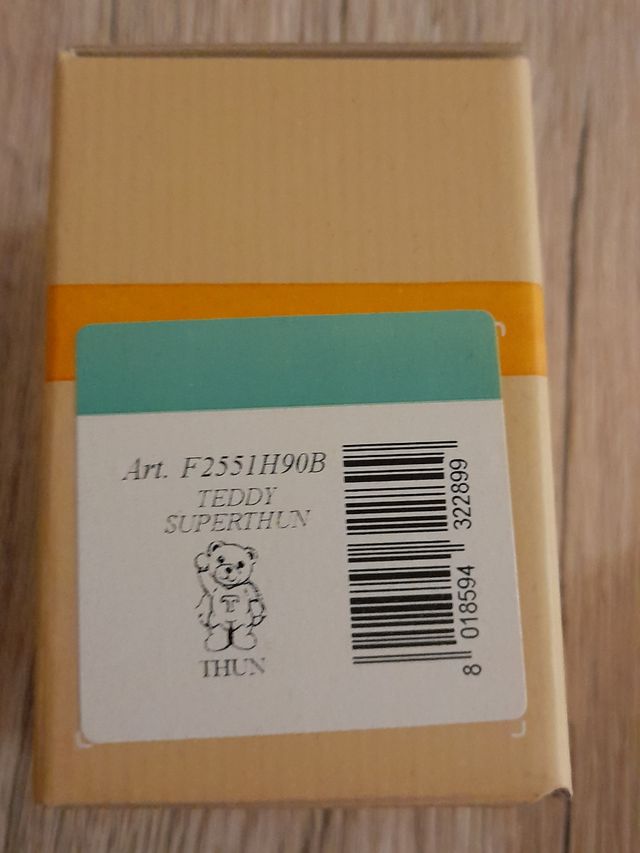 Art. F2551H90B
TEDDY
SUPERTHUN
T
THUN
8 018594 322899